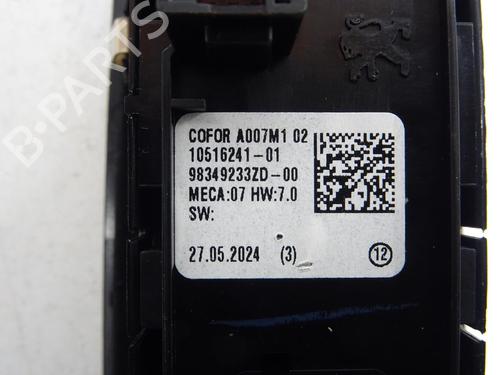 COFOR A007M1 02
10516241-01
98349233ZD-00
MECA:07 HW:7.0
SW:
27.05.2024 (3) 12
B-PARTS